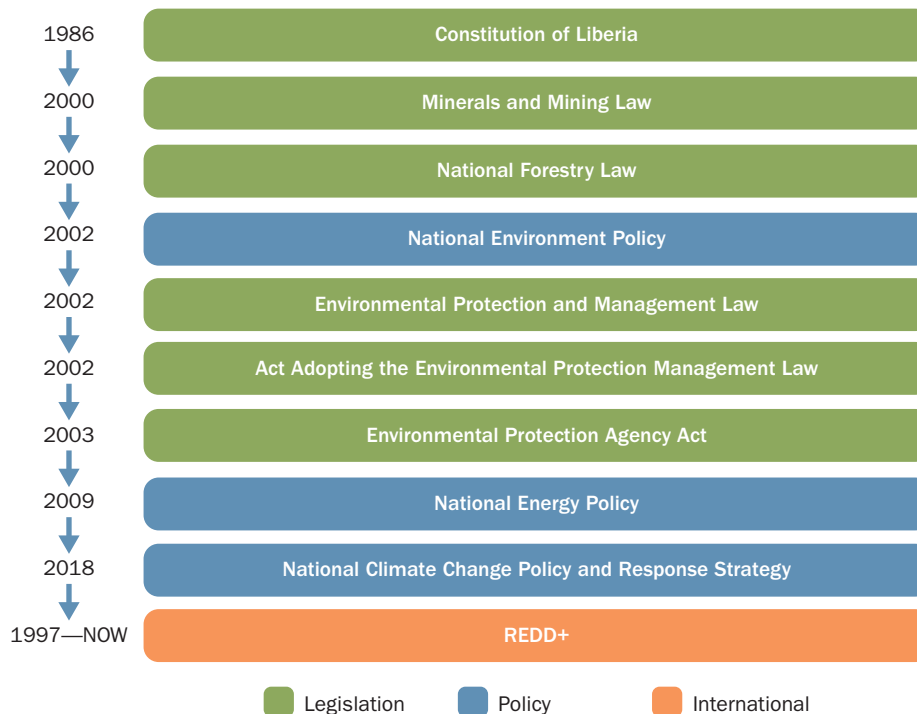 1986 Constitution of Liberia
2000 Minerals and Mining Law
2000 National Forestry Law
2002 National Environment Policy
2002 Environmental Protection and Management Law
2002 Act Adopting the Environmental Protection Management Law
2003 Environmental Protection Agency Act
2009 National Energy Policy
2018 National Climate Change Policy and Response Strategy
1997—NOW REDD+
Legislation Policy International